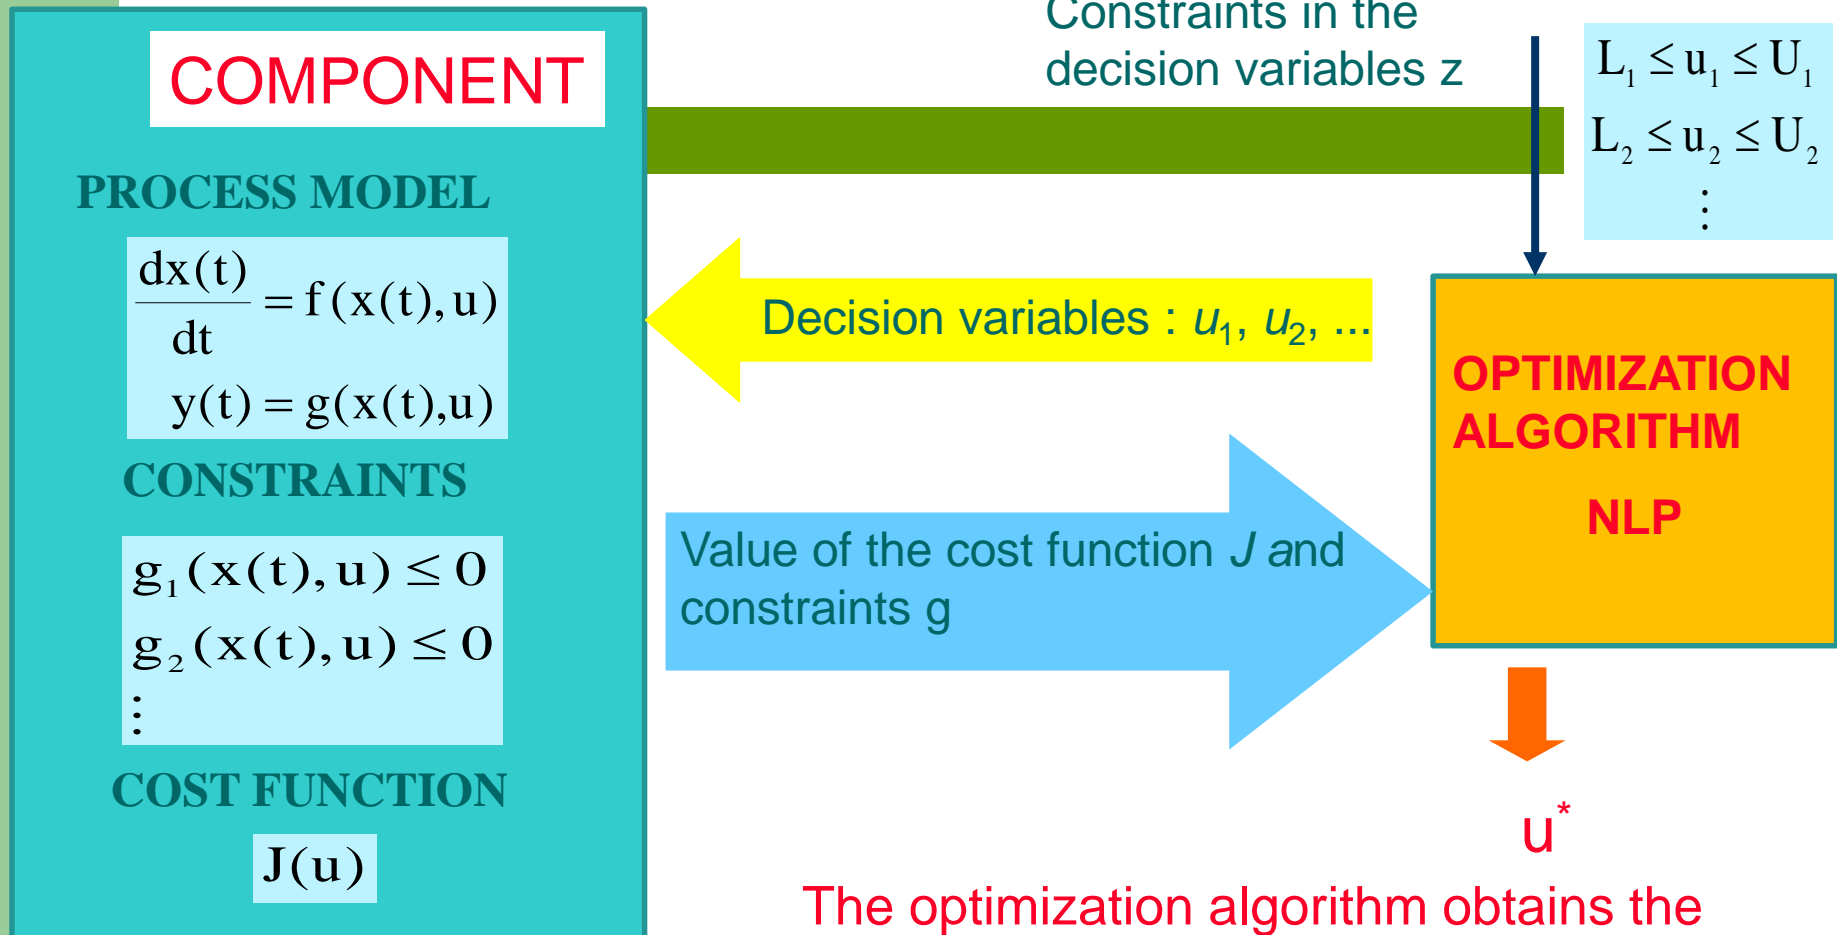 Constraints in the
decision variables z
L₁ ≤ u₁ ≤ U₁
L₂ ≤ u₂ ≤ U₂
⋮
COMPONENT
PROCESS MODEL
dx(t)/dt = f(x(t), u)
y(t) = g(x(t),u)
CONSTRAINTS
g₁(x(t), u) ≤ 0
g₂(x(t), u) ≤ 0
⋮
COST FUNCTION
J(u)
Decision variables : u₁, u₂, ...
Value of the cost function J and
constraints g
OPTIMIZATION
ALGORITHM
NLP
u*
The optimization algorithm obtains the